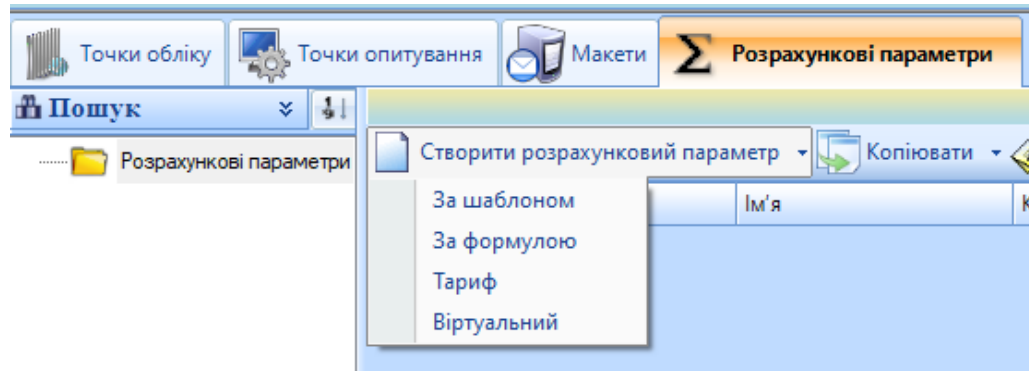 Точки обліку Точки опитування Макети Розрахункові параметри
Пошук
Розрахункові параметри
Створити розрахунковий параметр Копіювати
За шаблоном Ім'я
За формулою
Тариф
Віртуальний